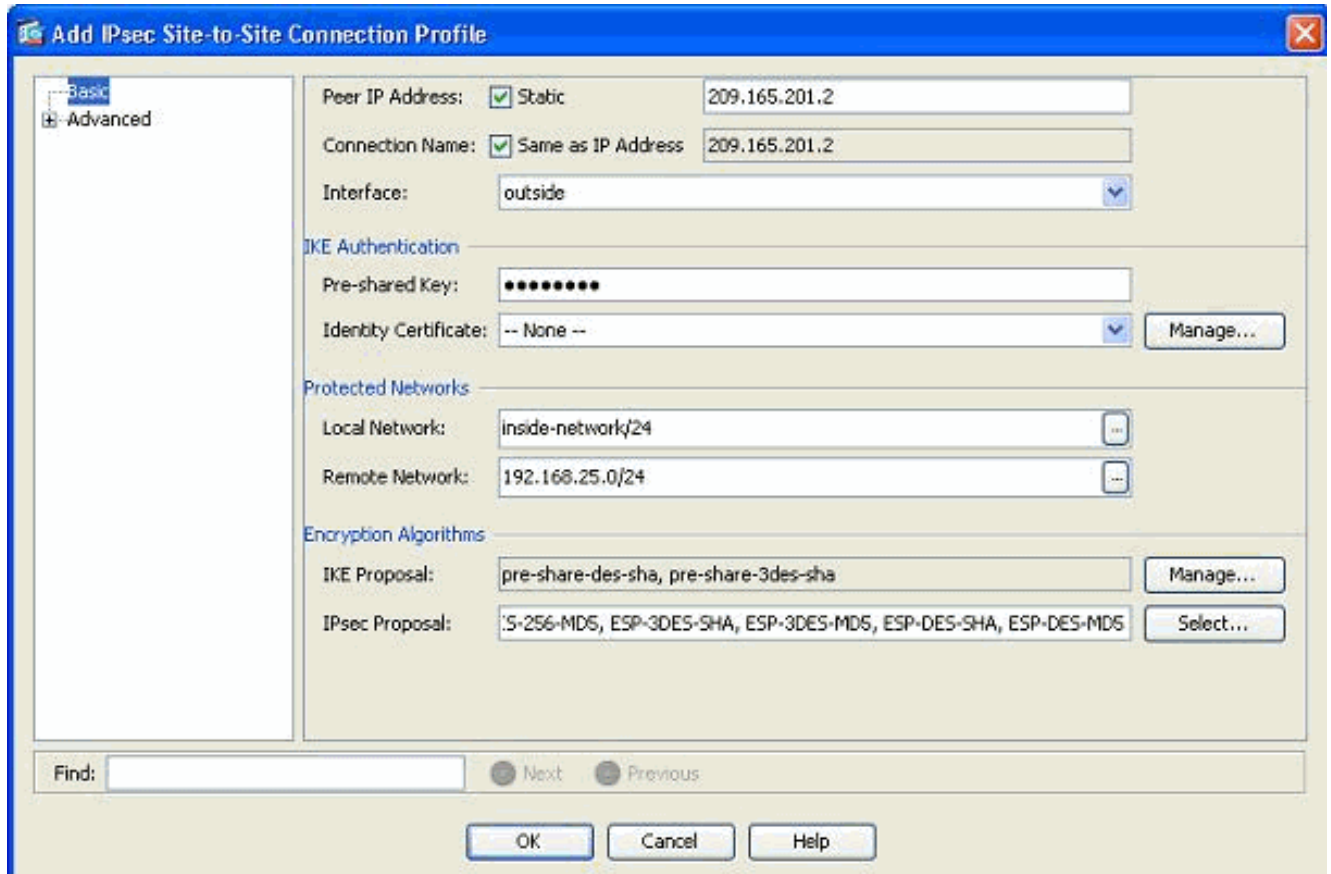 Add IPsec Site-to-Site Connection Profile
Basic
Advanced
Peer IP Address: Static 209.165.201.2
Connection Name: Same as IP Address 209.165.201.2
Interface: outside
IKE Authentication
Pre-shared Key: ●●●●●●●●
Identity Certificate: -- None -- Manage...
Protected Networks
Local Network: inside-network/24 ...
Remote Network: 192.168.25.0/24 ...
Encryption Algorithms
IKE Proposal: pre-share-des-sha, pre-share-3des-sha Manage...
IPsec Proposal: S-256-MD5, ESP-3DES-SHA, ESP-3DES-MD5, ESP-DES-SHA, ESP-DES-MD5 Select...
Find: Next Previous
OK Cancel Help